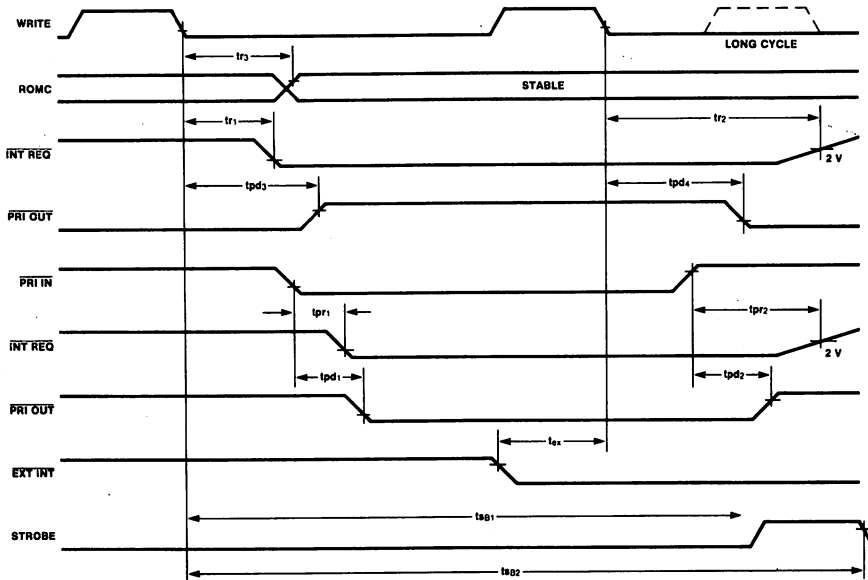 WRITE
LONG CYCLE
tr3
ROMC
STABLE
tr1
tr2
INT REQ
2 V
tpd3
tpd4
PRI OUT
PRI IN
tpr1
tpr2
INT REQ
2 V
tpd1
tpd2
PRI OUT
tex
EXT INT
tsB1
STROBE
tsB2